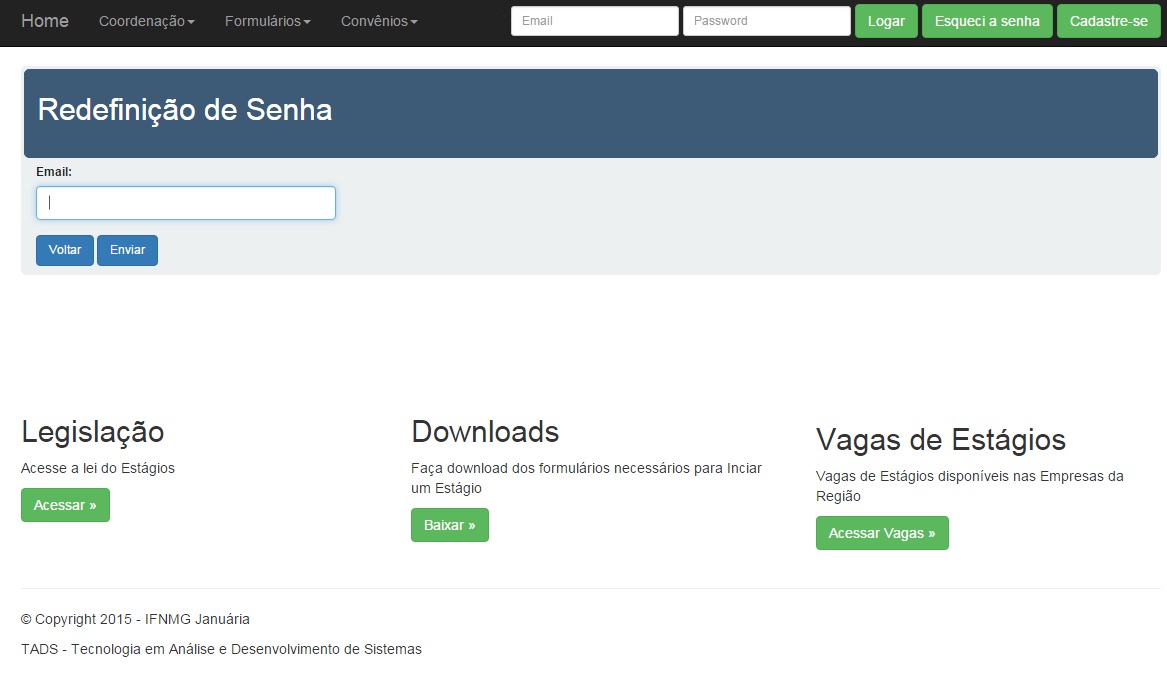 Home Coordenação Formulários Convênios Email Password Logar Esqueci a senha Cadastre-se
Redefinição de Senha
Email:
Voltar Enviar
Legislação
Acesse a lei do Estágios
Acessar »
Downloads
Faça download dos formulários necessários para Inciar
um Estágio
Baixar »
Vagas de Estágios
Vagas de Estágios disponíveis nas Empresas da
Região
Acessar Vagas »
© Copyright 2015 - IFNMG Januária
TADS - Tecnologia em Análise e Desenvolvimento de Sistemas